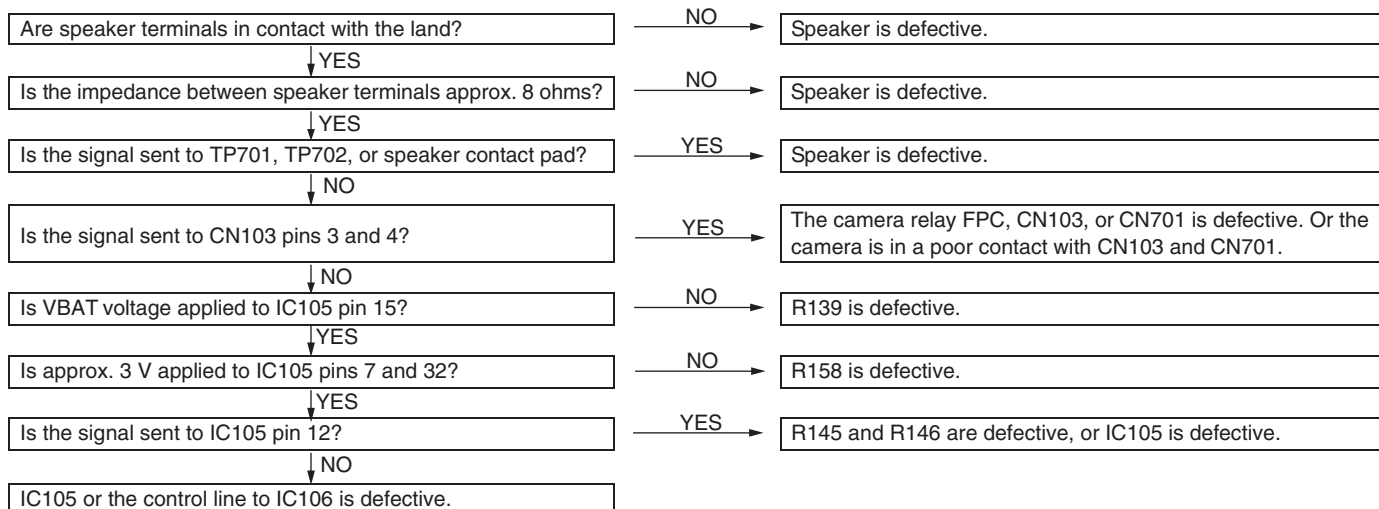 Are speaker terminals in contact with the land?
NO
Speaker is defective.
YES
Is the impedance between speaker terminals approx. 8 ohms?
NO
Speaker is defective.
YES
Is the signal sent to TP701, TP702, or speaker contact pad?
YES
Speaker is defective.
NO
Is the signal sent to CN103 pins 3 and 4?
YES
The camera relay FPC, CN103, or CN701 is defective. Or the
camera is in a poor contact with CN103 and CN701.
NO
Is VBAT voltage applied to IC105 pin 15?
NO
R139 is defective.
YES
Is approx. 3 V applied to IC105 pins 7 and 32?
NO
R158 is defective.
YES
Is the signal sent to IC105 pin 12?
YES
R145 and R146 are defective, or IC105 is defective.
NO
IC105 or the control line to IC106 is defective.